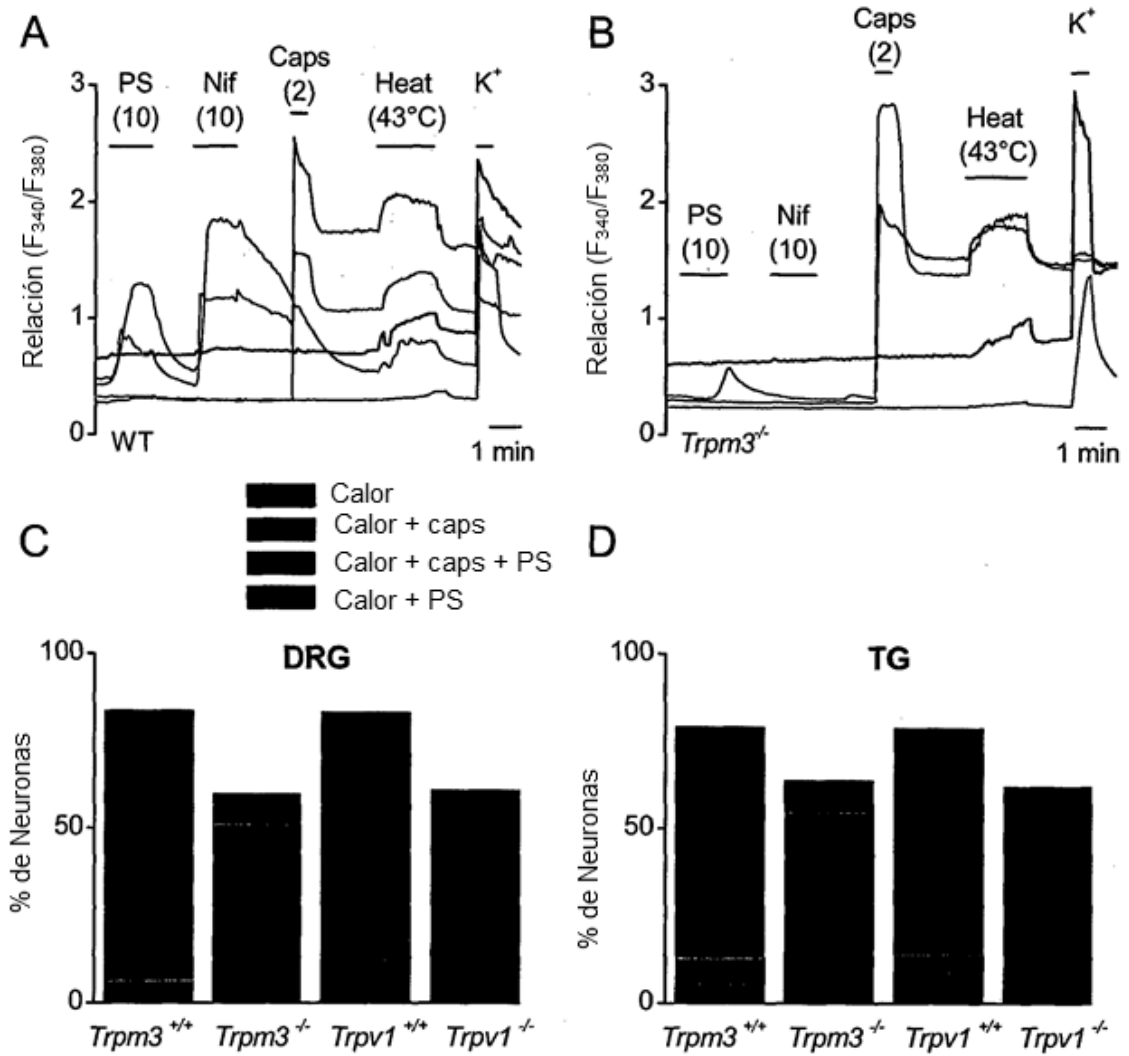 A
PS
(10)
Nif
(10)
Caps
(2)
Heat
(43°C)
K+
3
2
1
0
Relación (F340/F380)
WT
1 min
B
PS
(10)
Nif
(10)
Caps
(2)
Heat
(43°C)
K+
3
2
1
0
Relación (F340/F380)
Trpm3-/-
1 min
Calor
Calor + caps
Calor + caps + PS
Calor + PS
C
DRG
100
50
0
% de Neuronas
Trpm3 +/+
Trpm3 -/-
Trpv1 +/+
Trpv1 -/-
D
TG
100
50
0
% de Neuronas
Trpm3 +/+
Trpm3 -/-
Trpv1 +/+
Trpv1 -/-